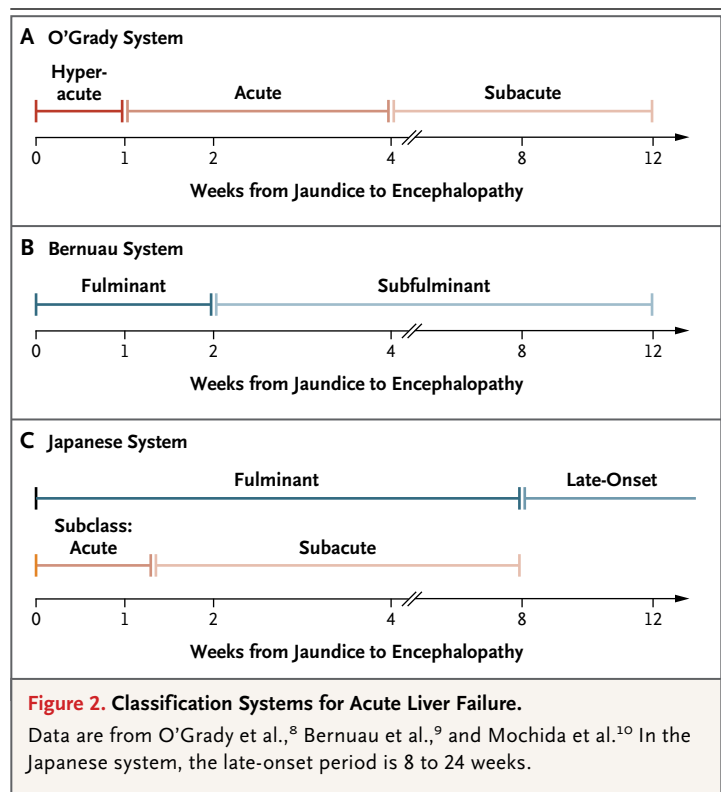 A O'Grady System
Hyper-
acute
Acute
Subacute
0 1 2 4 8 12
Weeks from Jaundice to Encephalopathy
B Bernuau System
Fulminant
Subfulminant
0 1 2 4 8 12
Weeks from Jaundice to Encephalopathy
C Japanese System
Fulminant
Late-Onset
Subclass:
Acute
Subacute
0 1 2 4 8 12
Weeks from Jaundice to Encephalopathy
Figure 2. Classification Systems for Acute Liver Failure.
Data are from O'Grady et al.,⁸ Bernuau et al.,⁹ and Mochida et al.¹⁰ In the
Japanese system, the late-onset period is 8 to 24 weeks.